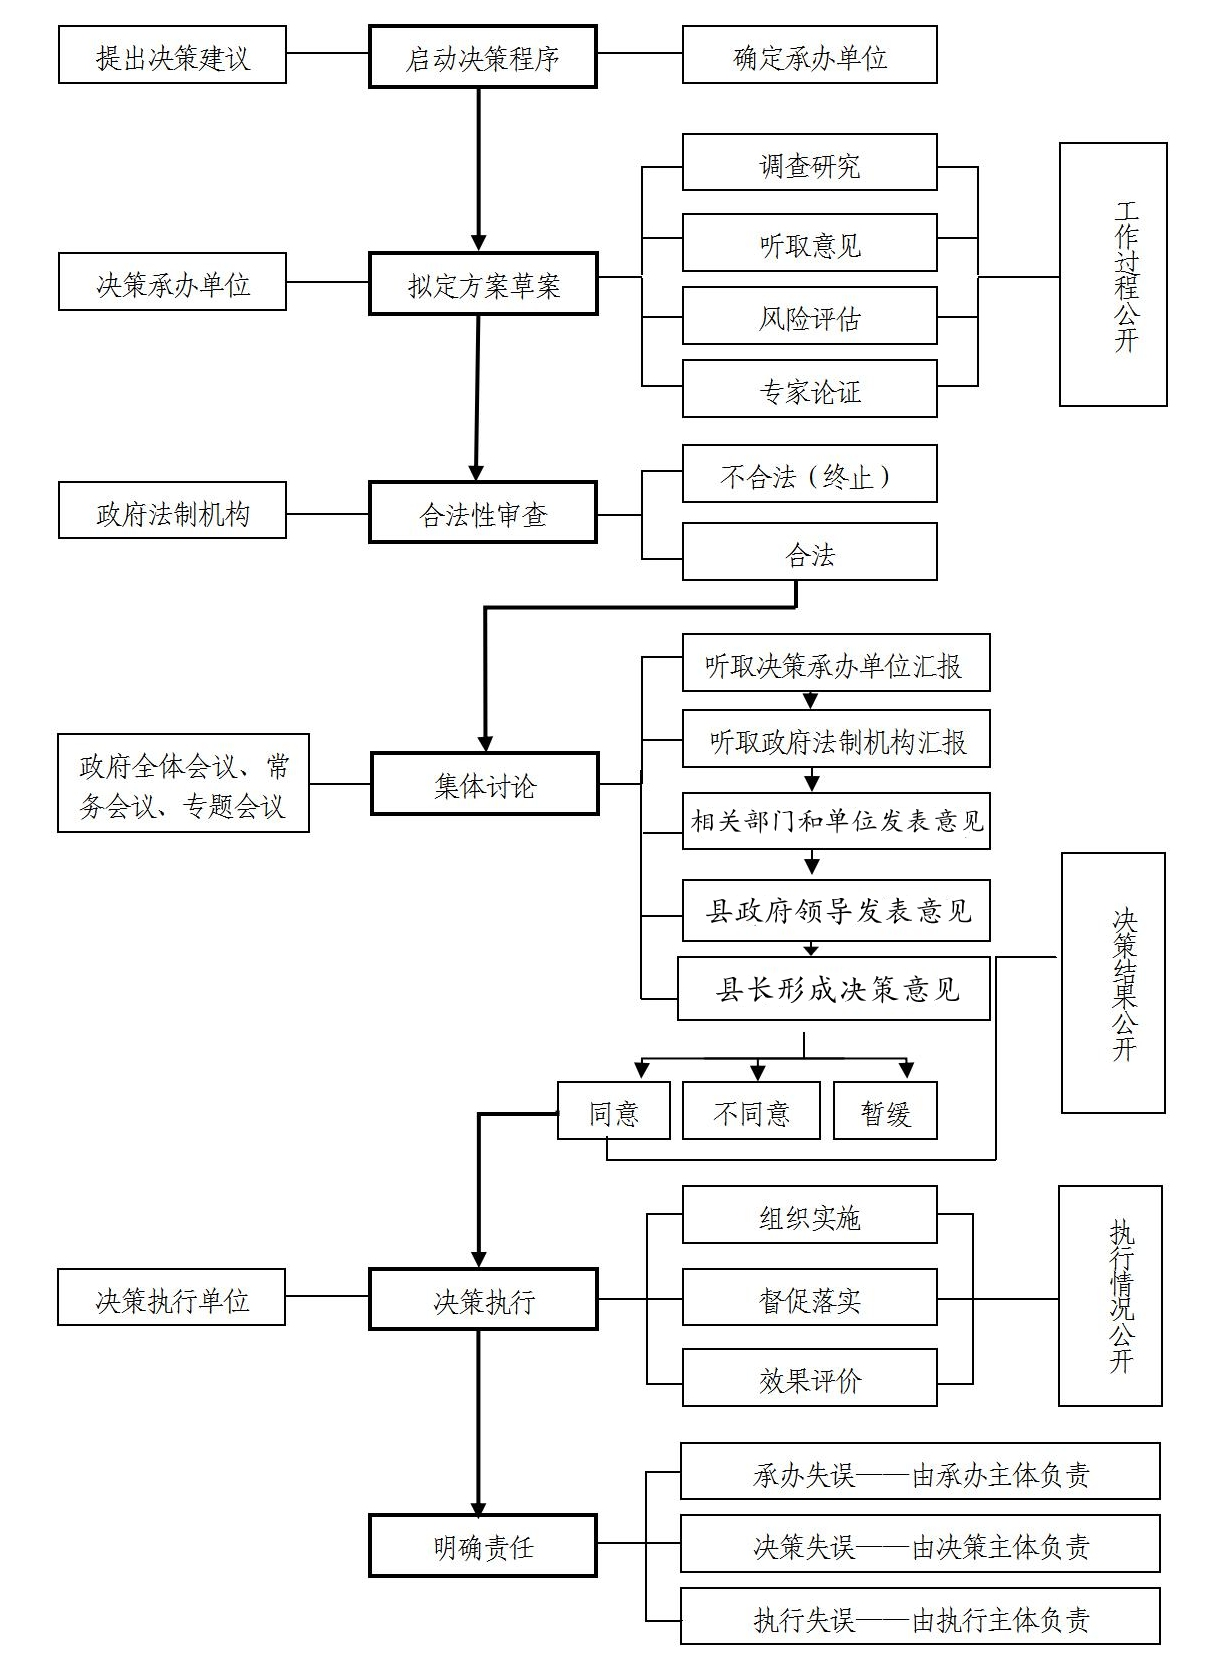 提出决策建议
启动决策程序
确定承办单位
调查研究
听取意见
决策承办单位
拟定方案草案
风险评估
专家论证
工作过程公开
不合法（终止）
政府法制机构
合法性审查
合法
听取决策承办单位汇报
听取政府法制机构汇报
政府全体会议、常
务会议、专题会议
集体讨论
相关部门和单位发表意见
县政府领导发表意见
县长形成决策意见
决策结果公开
同意
不同意
暂缓
组织实施
决策执行单位
决策执行
督促落实
效果评价
执行情况公开
承办失误——由承办主体负责
明确责任
决策失误——由决策主体负责
执行失误——由执行主体负责